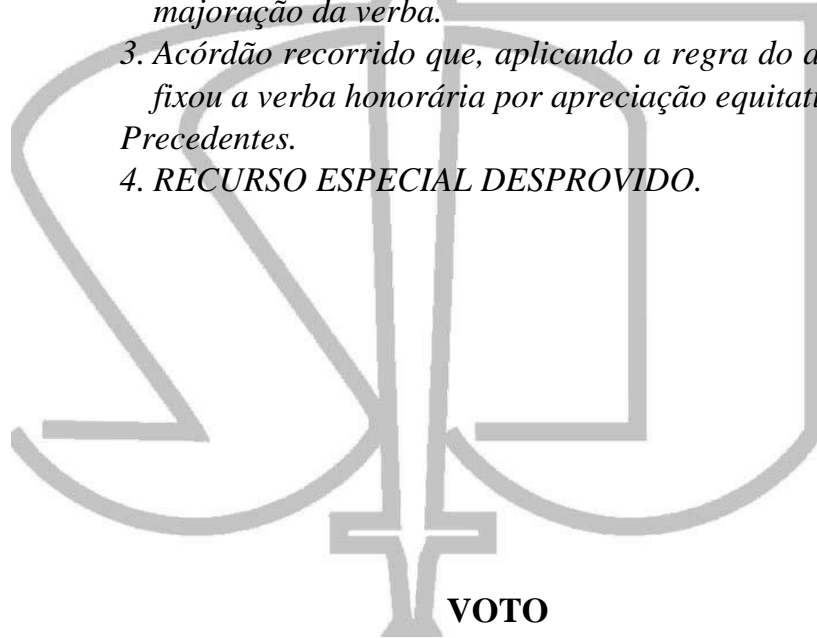 majoração da verba.
3. Acórdão recorrido que, aplicando a regra do
fixou a verba honorária por apreciação
Precedentes.
4. RECURSO ESPECIAL DESPROVIDO.
VOTO